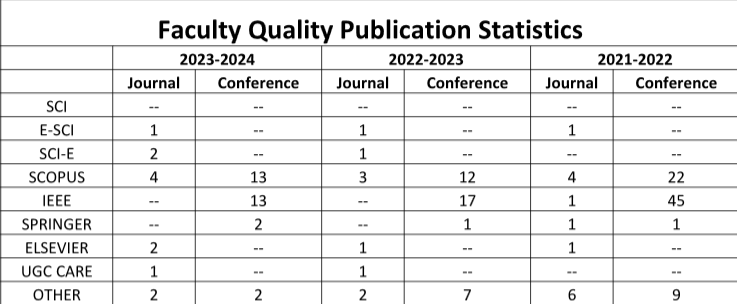 Faculty Quality Publication Statistics
2023-2024 2022-2023 2021-2022
Journal Conference Journal Conference Journal Conference
SCI -- -- -- -- -- --
E-SCI 1 -- 1 -- 1 --
SCI-E 2 -- 1 -- -- --
SCOPUS 4 13 3 12 4 22
IEEE -- 13 -- 17 1 45
SPRINGER -- 2 -- 1 1 1
ELSEVIER 2 -- 1 -- 1 --
UGC CARE 1 -- 1 -- -- --
OTHER 2 2 2 7 6 9